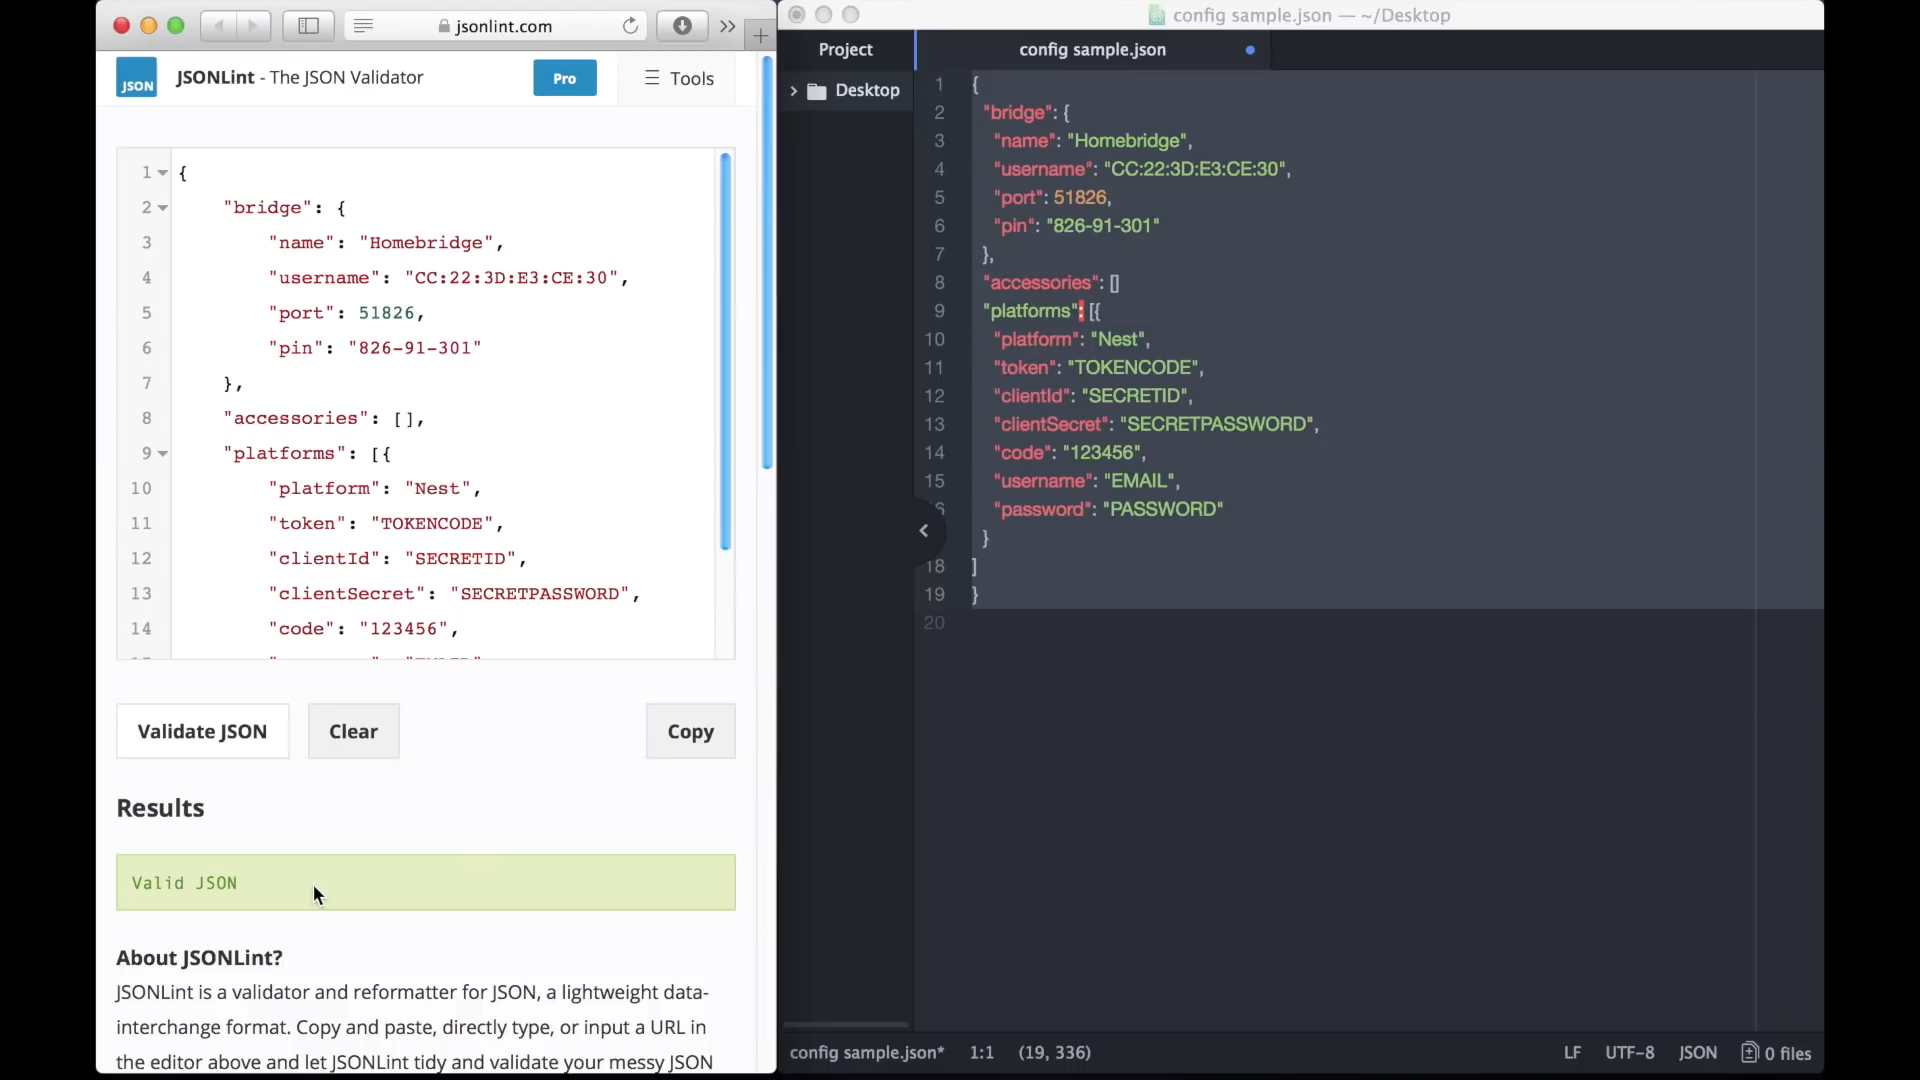 jsonlint.com
JSON
JSONLint - The JSON Validator
Pro
☰ Tools
1 {
2 "bridge": {
3 "name": "Homebridge",
4 "username": "CC:22:3D:E3:CE:30",
5 "port": 51826,
6 "pin": "826-91-301"
7 },
8 "accessories": [],
9 "platforms": [{
10 "platform": "Nest",
11 "token": "TOKENCODE",
12 "clientId": "SECRETID",
13 "clientSecret": "SECRETPASSWORD",
14 "code": "123456",
Validate JSON
Clear
Copy
Results
Valid JSON
About JSONLint?
JSONLint is a validator and reformatter for JSON, a lightweight data-
interchange format. Copy and paste, directly type, or input a URL in
the editor above and let JSONLint tidy and validate your messy JSON
config sample.json — ~/Desktop
Project
config sample.json
Desktop
1 {
2 "bridge": {
3 "name": "Homebridge",
4 "username": "CC:22:3D:E3:CE:30",
5 "port": 51826,
6 "pin": "826-91-301"
7 },
8 "accessories": []
9 "platforms": [{
10 "platform": "Nest",
11 "token": "TOKENCODE",
12 "clientId": "SECRETID",
13 "clientSecret": "SECRETPASSWORD",
14 "code": "123456",
15 "username": "EMAIL",
6 "password": "PASSWORD"
}
18 ]
19 }
20
config sample.json* 1:1 (19, 336)
LF UTF-8 JSON 0 files